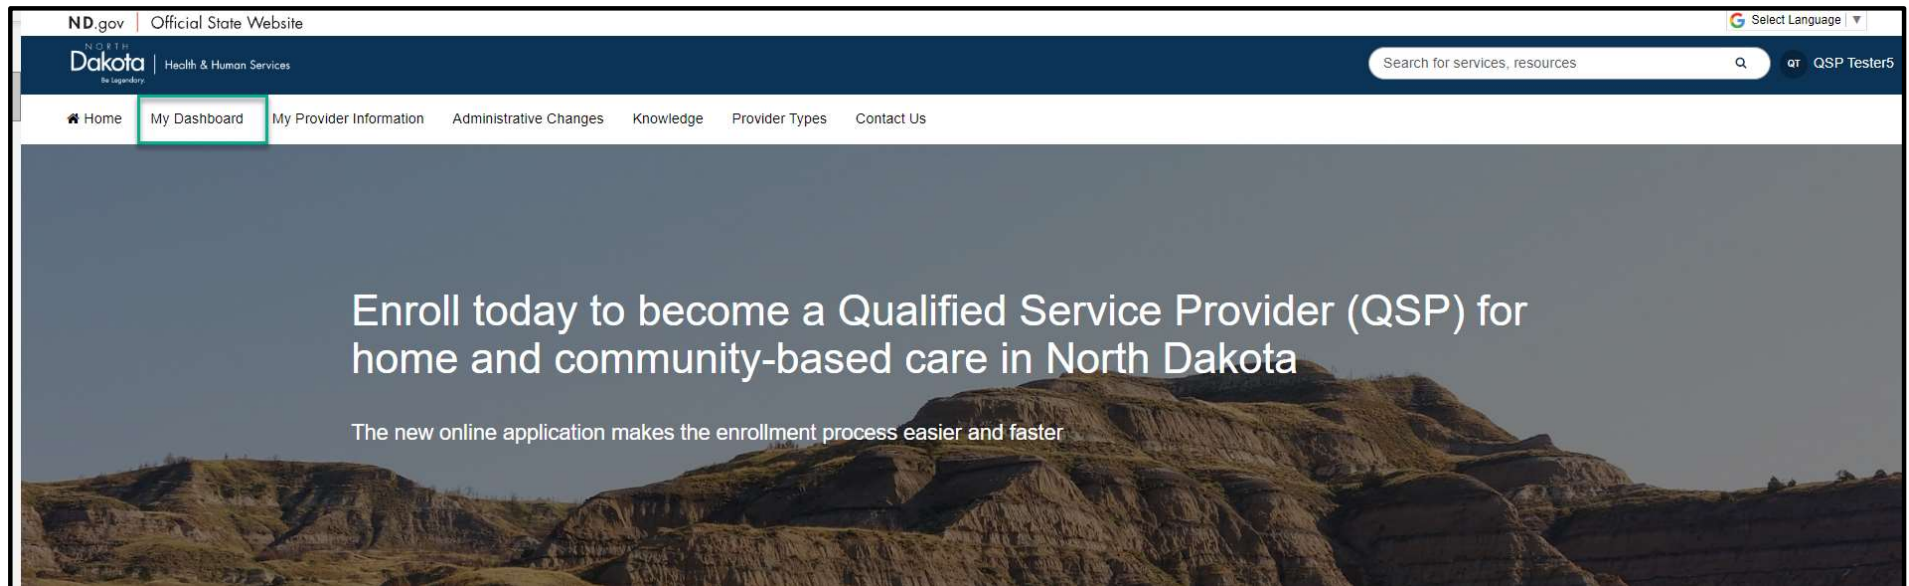 ND.gov | Official State Website
Select Language ▼
NORTH
Dakota | Health & Human Services
Be Legendary.
Search for services, resources
QT QSP Tester5
Home My Dashboard My Provider Information Administrative Changes Knowledge Provider Types Contact Us
Enroll today to become a Qualified Service Provider (QSP) for
home and community-based care in North Dakota
The new online application makes the enrollment process easier and faster